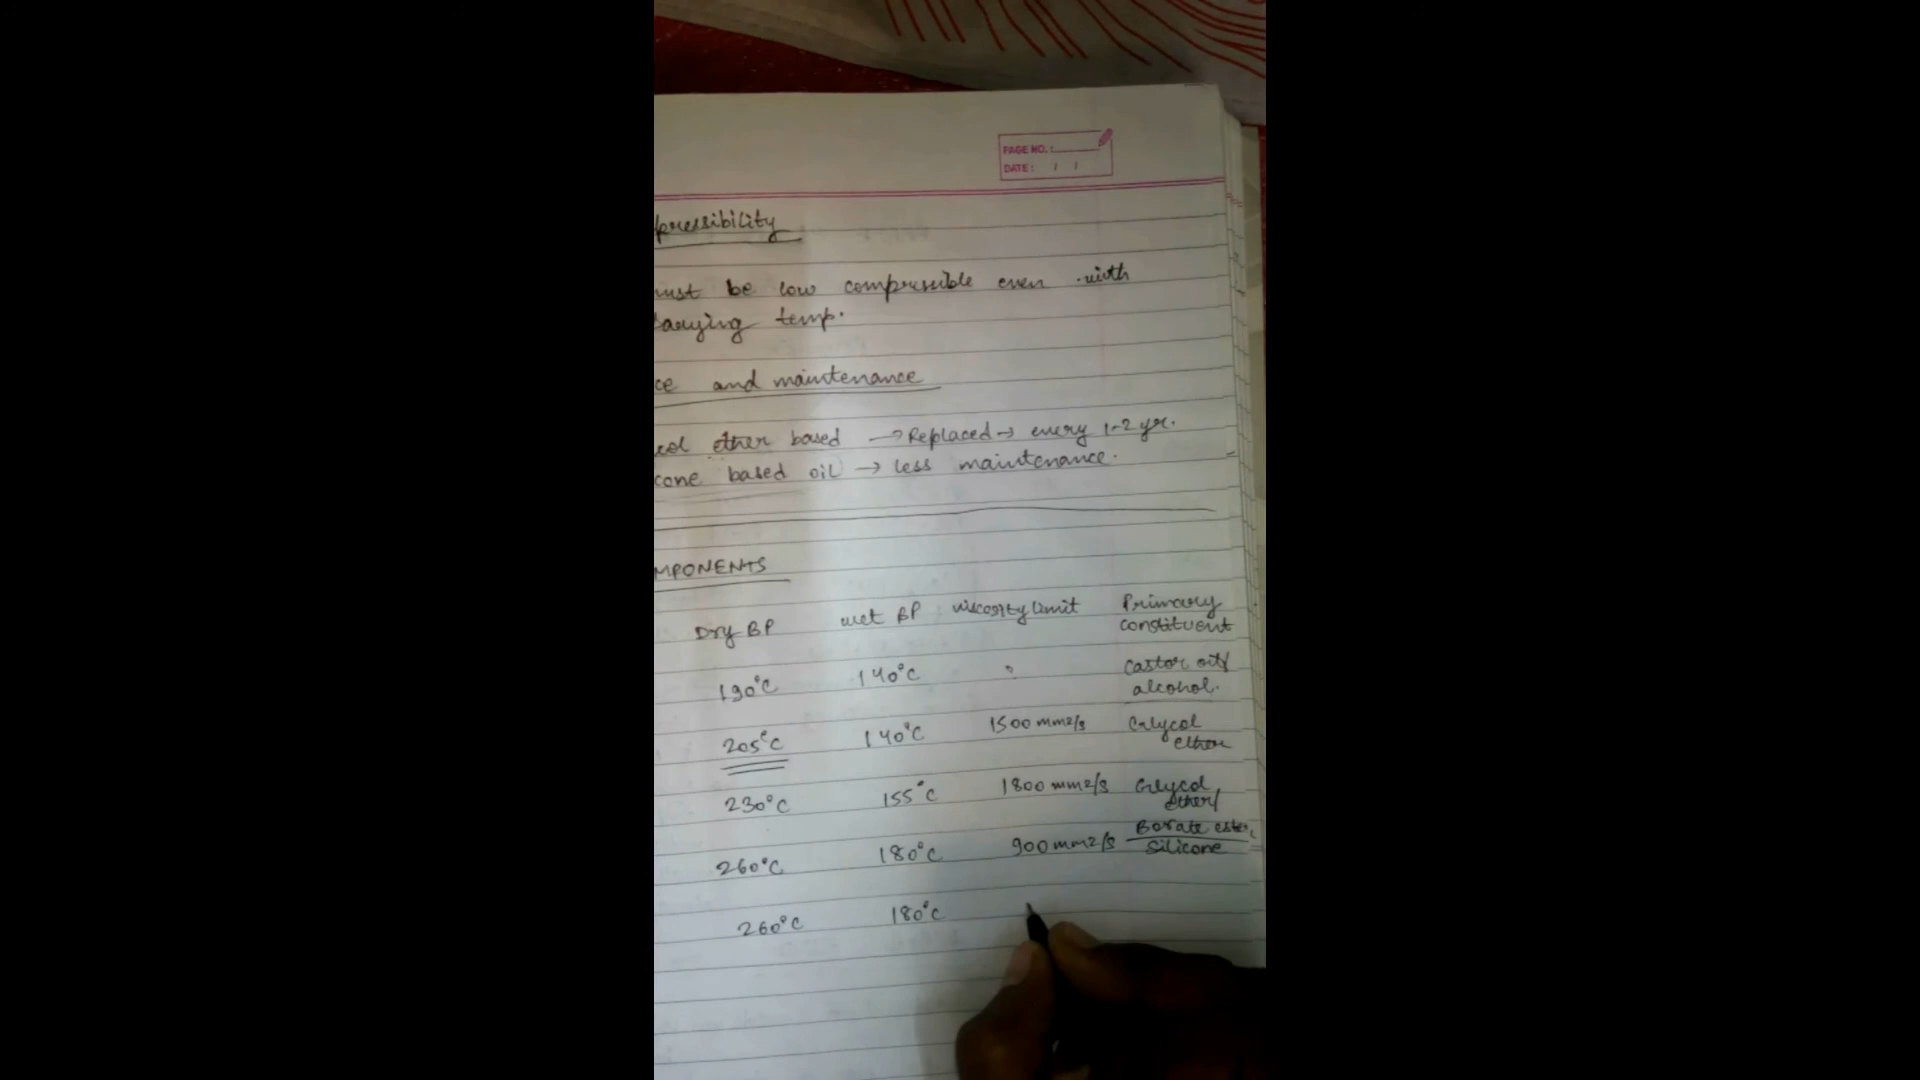 PAGE NO.:
DATE: / /
pressibility
must be low compressible even with
varying temp.
ce and maintenance
col ether based → Replaced → every 1-2 yr.
cone based oil → less maintenance.
MPONENTS
Dry BP wet BP viscosity limit Primary
constituent
190°C 140°C ? castor oil/
alcohol.
205°C 140°C 1500 mm2/s Glycol
ether
230°C 155°C 1800 mm2/s Glycol
ether/
Borate ester
260°C 180°C 900 mm2/s silicone
260°C 180°C